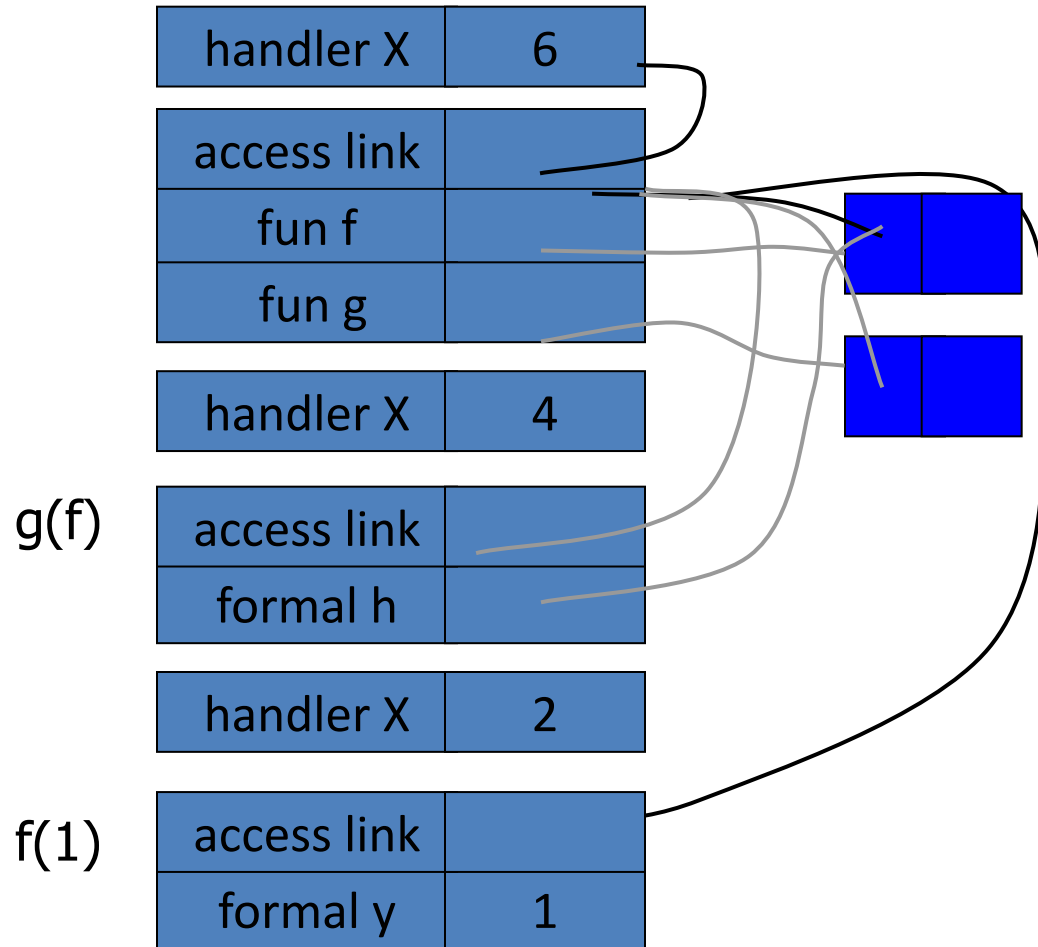 handler X 6
access link
fun f
fun g
handler X 4
g(f)
access link
formal h
handler X 2
f(1)
access link
formal y 1